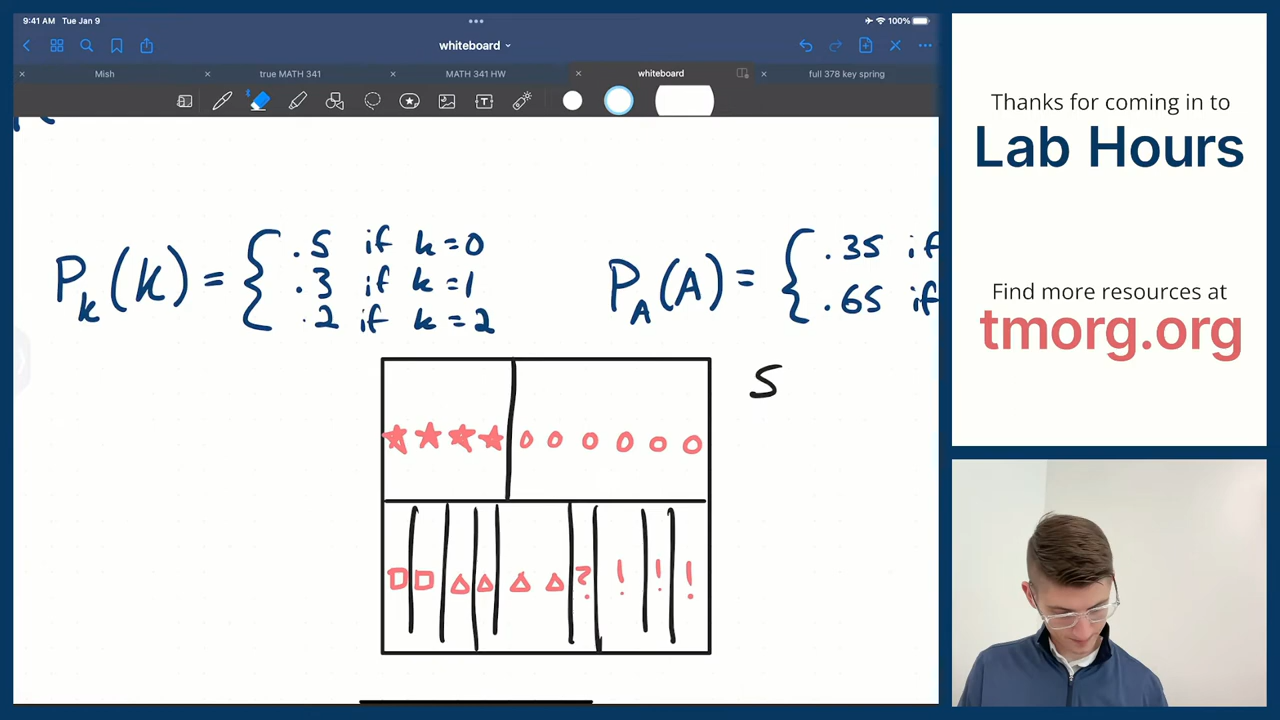 9:41 AM Tue Jan 9
100%
whiteboard
Mish
true MATH 341
MATH 341 HW
whiteboard
full 378 key spring
Pk(k) = { .5 if k=0
.3 if k=1
.2 if k=2
PA(A) = { .35 if
.65 if
S
? ! ! !
Thanks for coming in to
Lab Hours
Find more resources at
tmorg.org